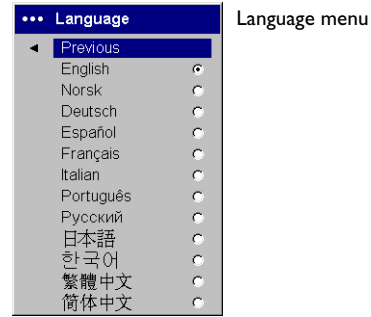 ••• Language
Language menu
◄ Previous
English
Norsk
Deutsch
Español
Français
Italian
Português
Русский
日本語
한국어
繁體中文
简体中文